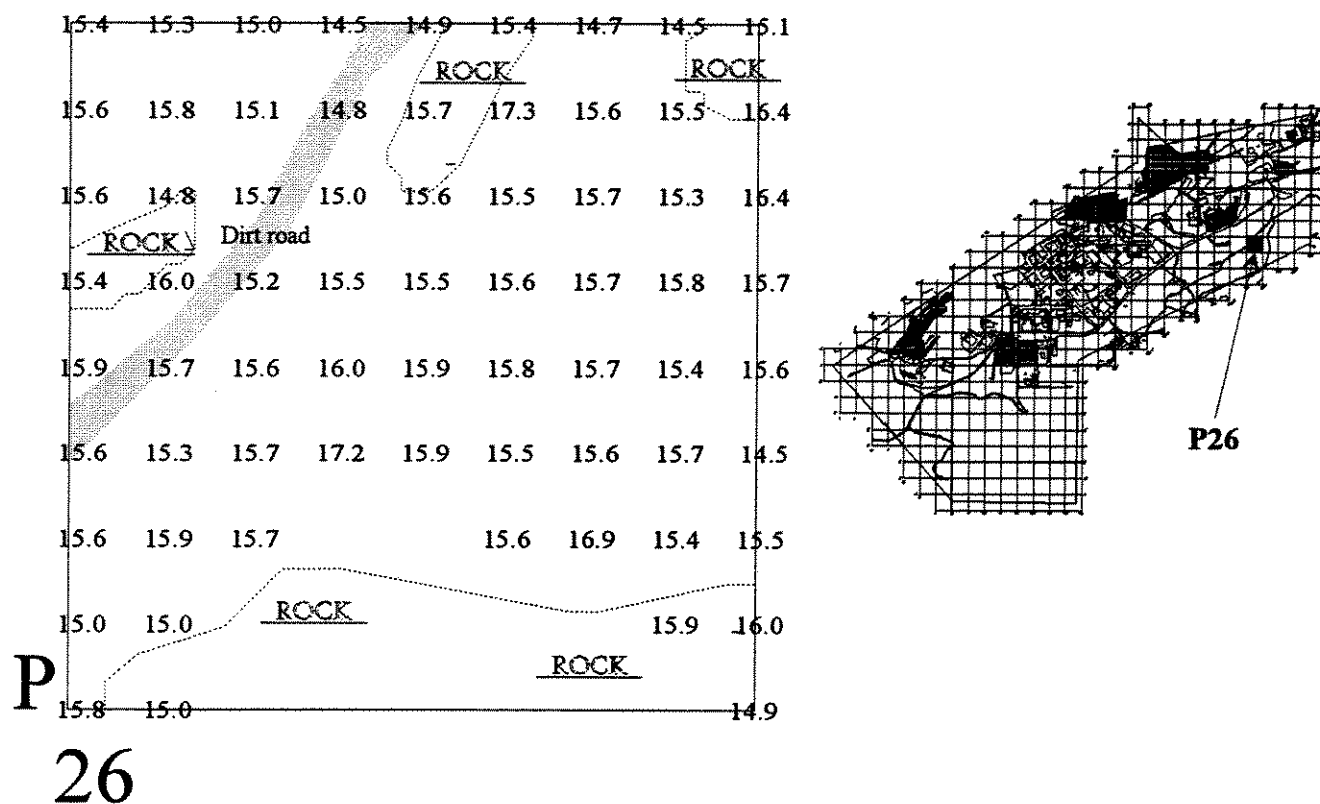 15.4 15.3 15.0 14.5 14.9 15.4 14.7 14.5 15.1
ROCK ROCK
15.6 15.8 15.1 14.8 15.7 17.3 15.6 15.5 16.4
15.6 14.8 15.7 15.0 15.6 15.5 15.7 15.3 16.4
ROCK Dirt road
15.4 16.0 15.2 15.5 15.5 15.6 15.7 15.8 15.7
15.9 15.7 15.6 16.0 15.9 15.8 15.7 15.4 15.6
P26
15.6 15.3 15.7 17.2 15.9 15.5 15.6 15.7 14.5
15.6 15.9 15.7 15.6 16.9 15.4 15.5
ROCK
15.0 15.0 15.9 16.0
ROCK
P
15.8 15.0 14.9
26